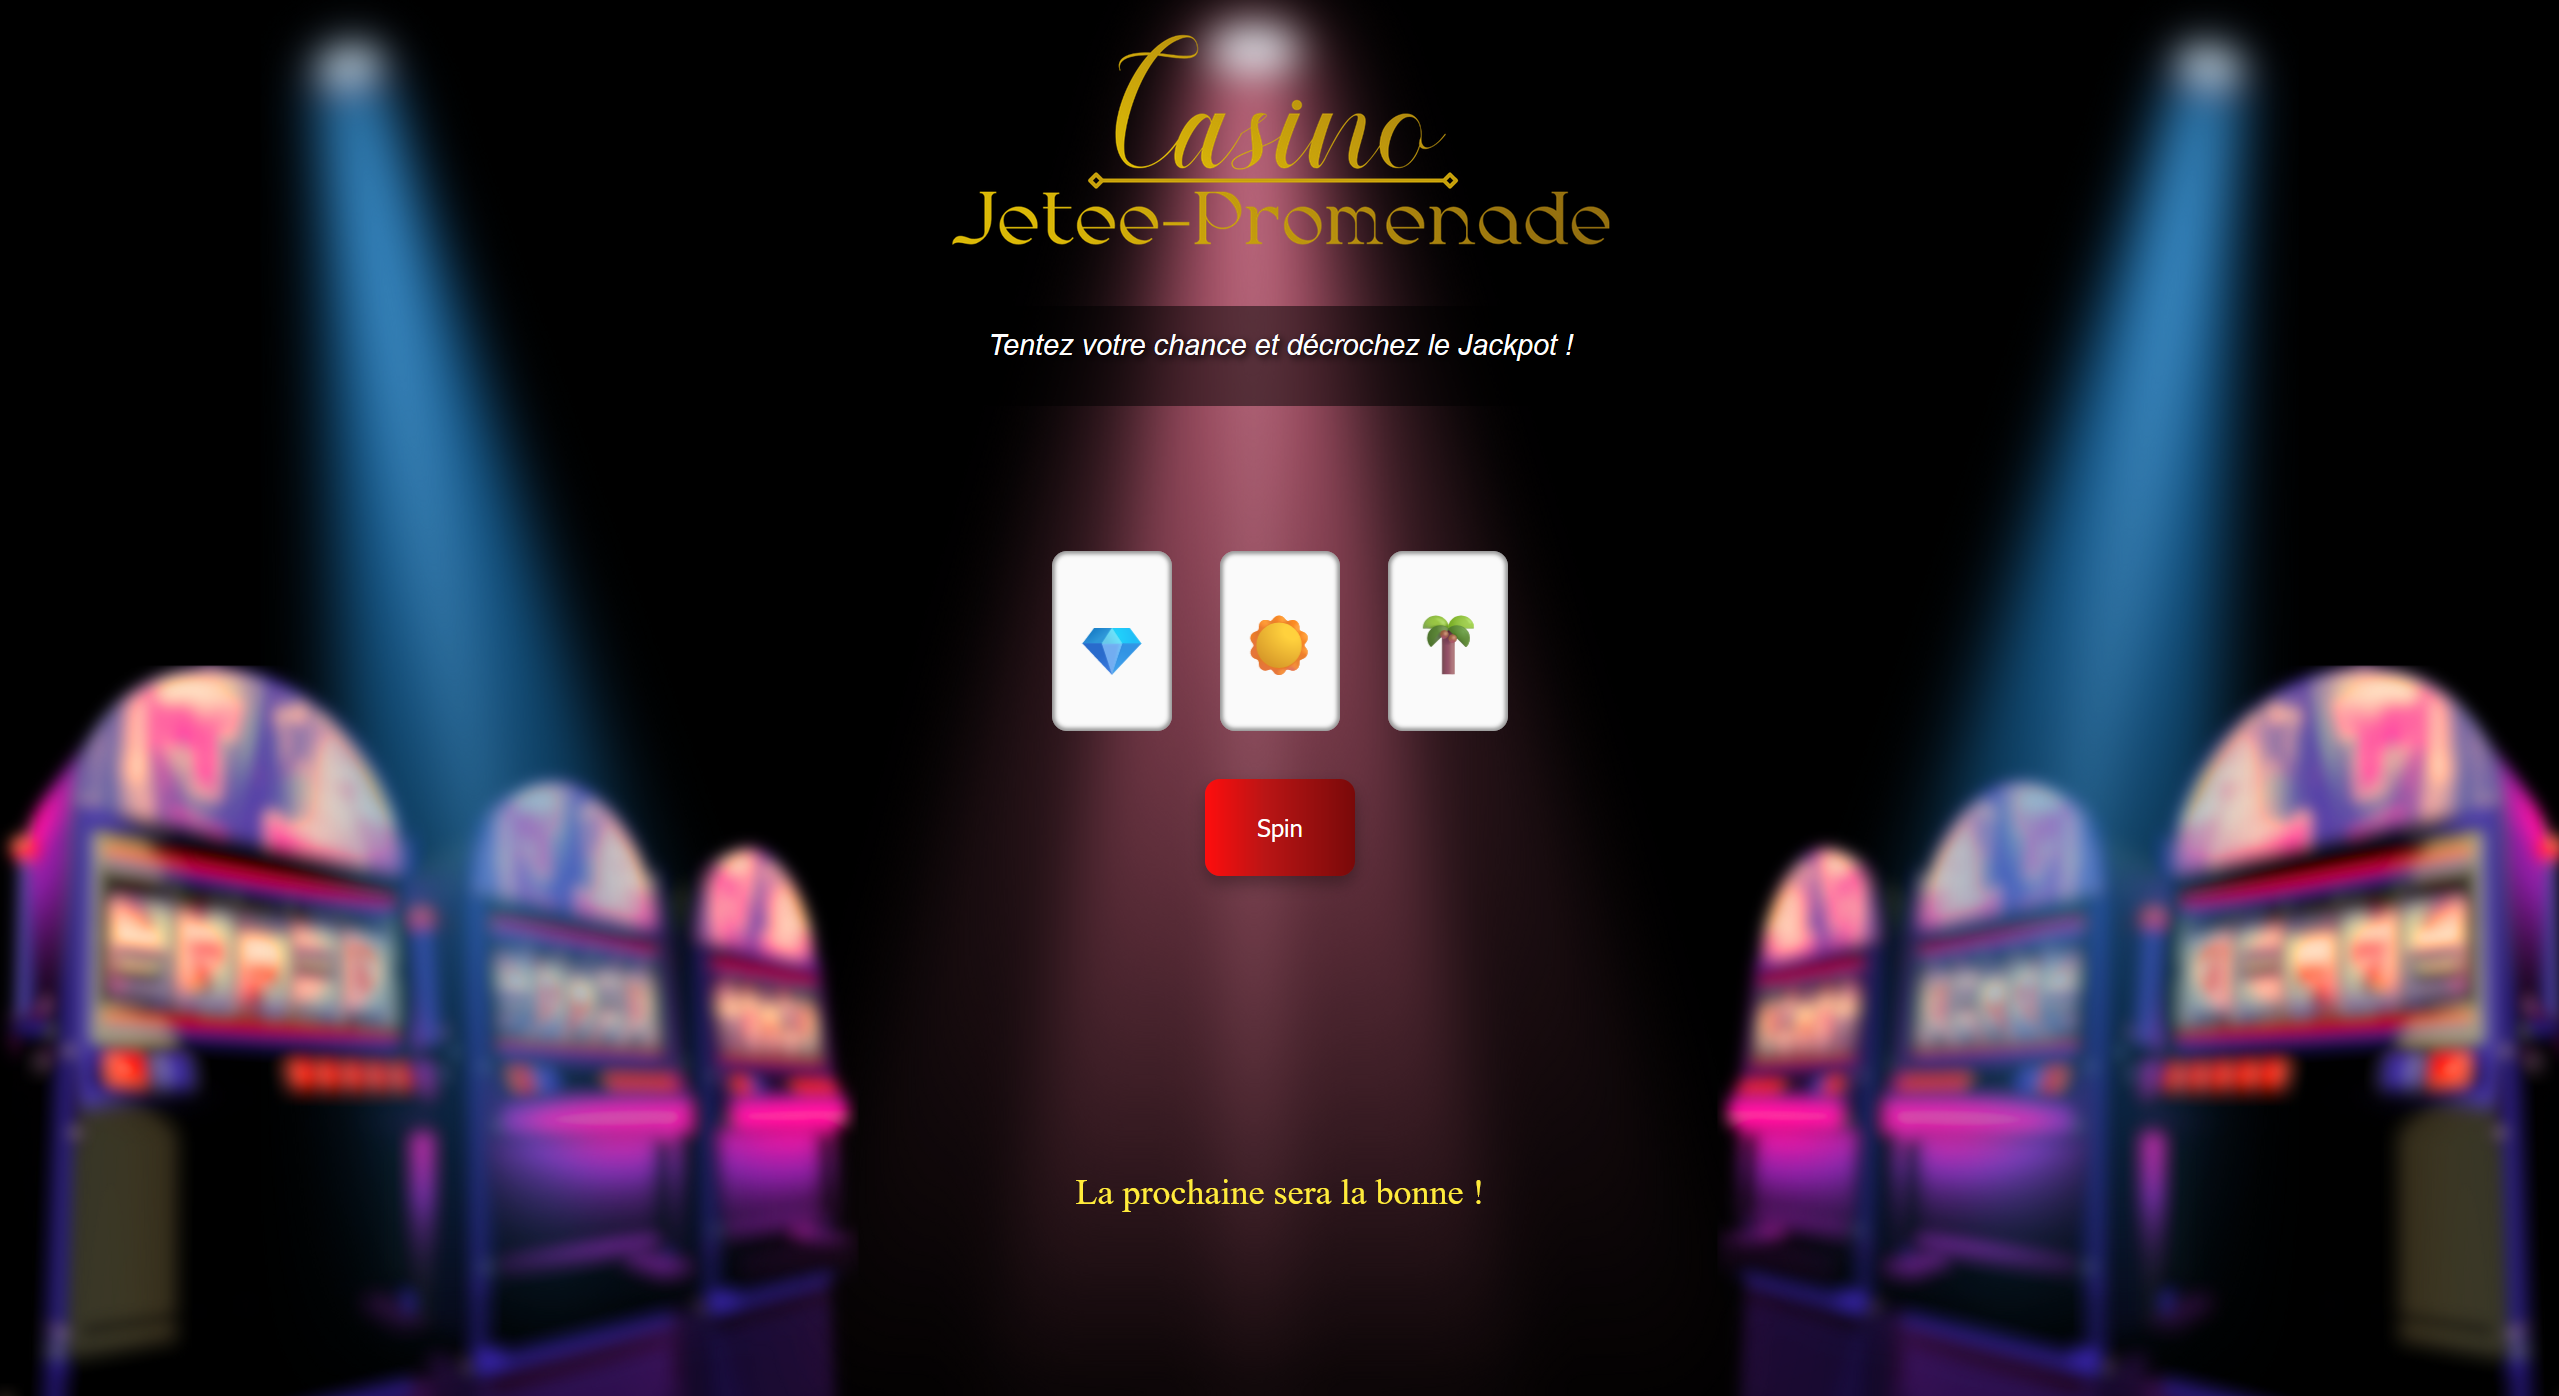 Casino
Jetee-Promenade
Tentez votre chance et décrochez le Jackpot !
Spin
La prochaine sera la bonne !